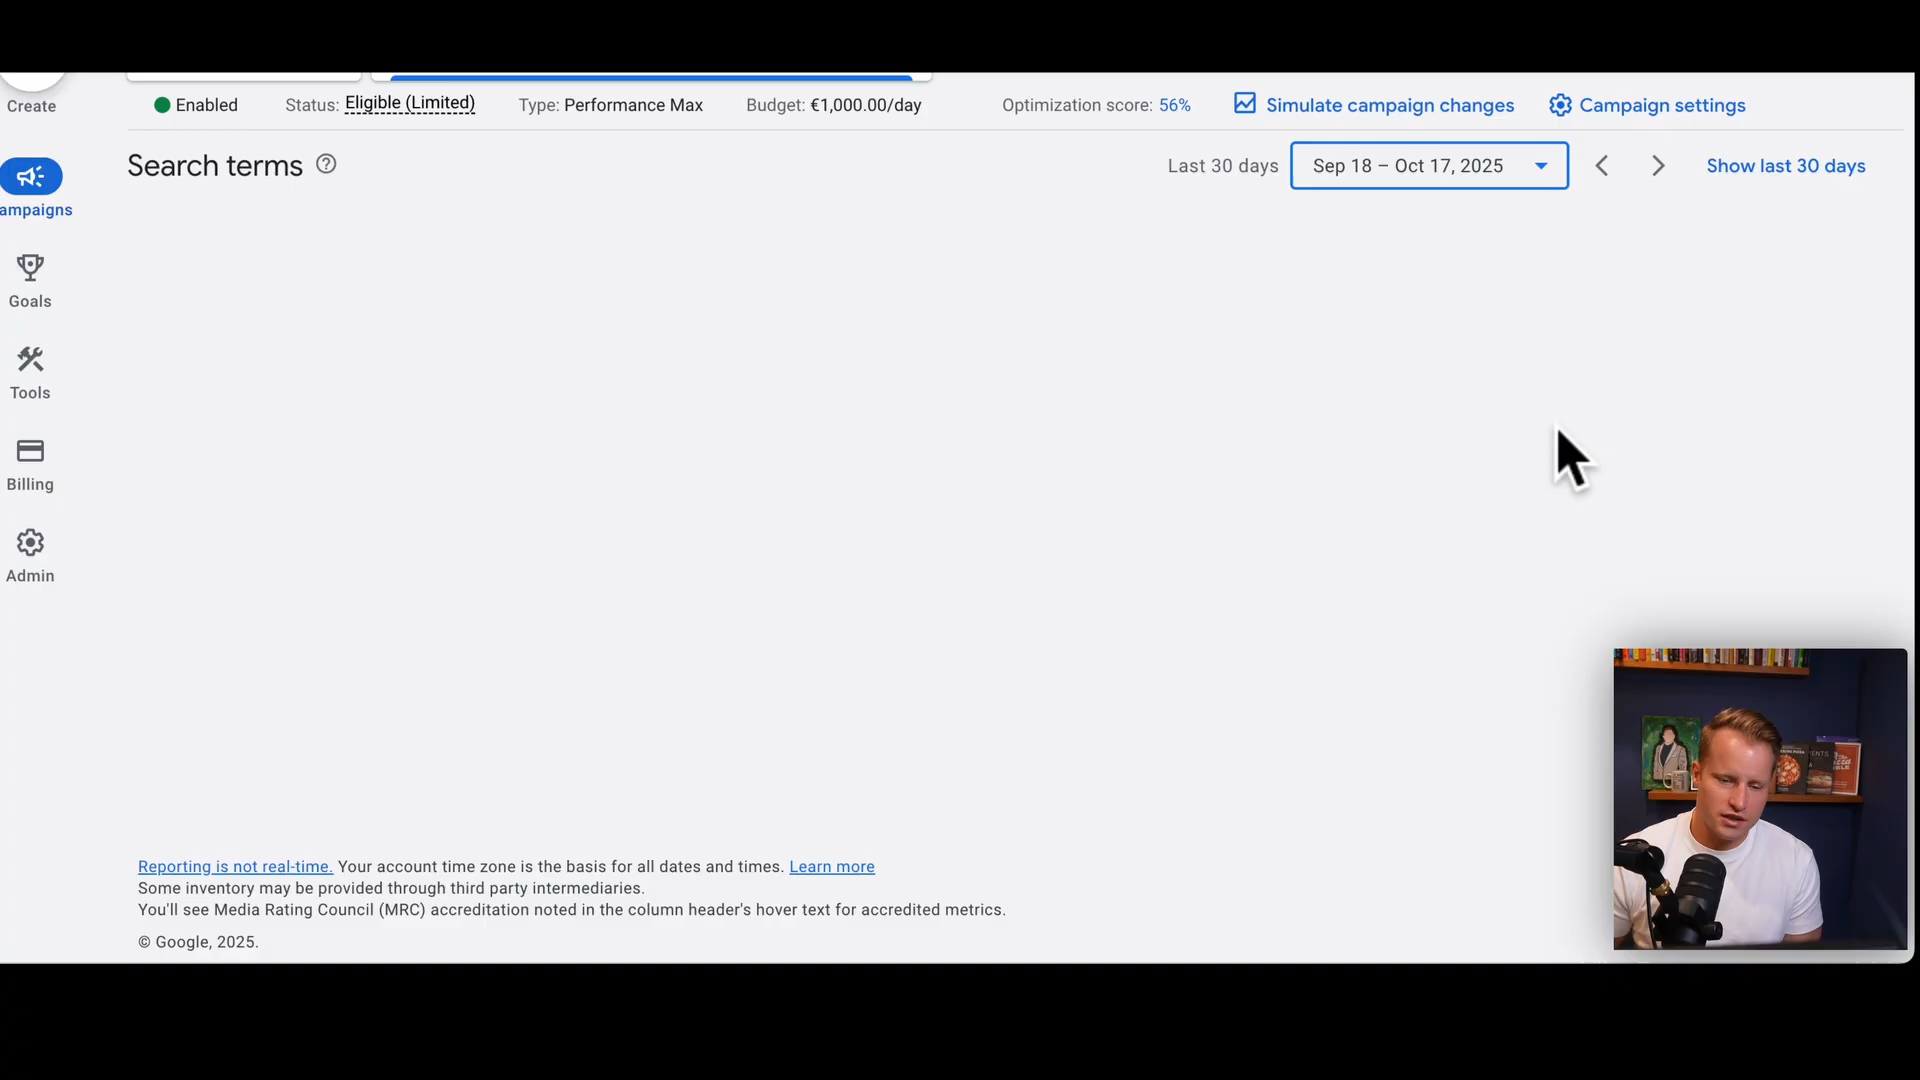 Create
Enabled Status: Eligible (Limited) Type: Performance Max Budget: €1,000.00/day Optimization score: 56% Simulate campaign changes Campaign settings
Search terms Last 30 days Sep 18 – Oct 17, 2025 Show last 30 days
ampaigns
Goals
Tools
Billing
Admin
Reporting is not real-time. Your account time zone is the basis for all dates and times. Learn more
Some inventory may be provided through third party intermediaries.
You'll see Media Rating Council (MRC) accreditation noted in the column header's hover text for accredited metrics.
© Google, 2025.